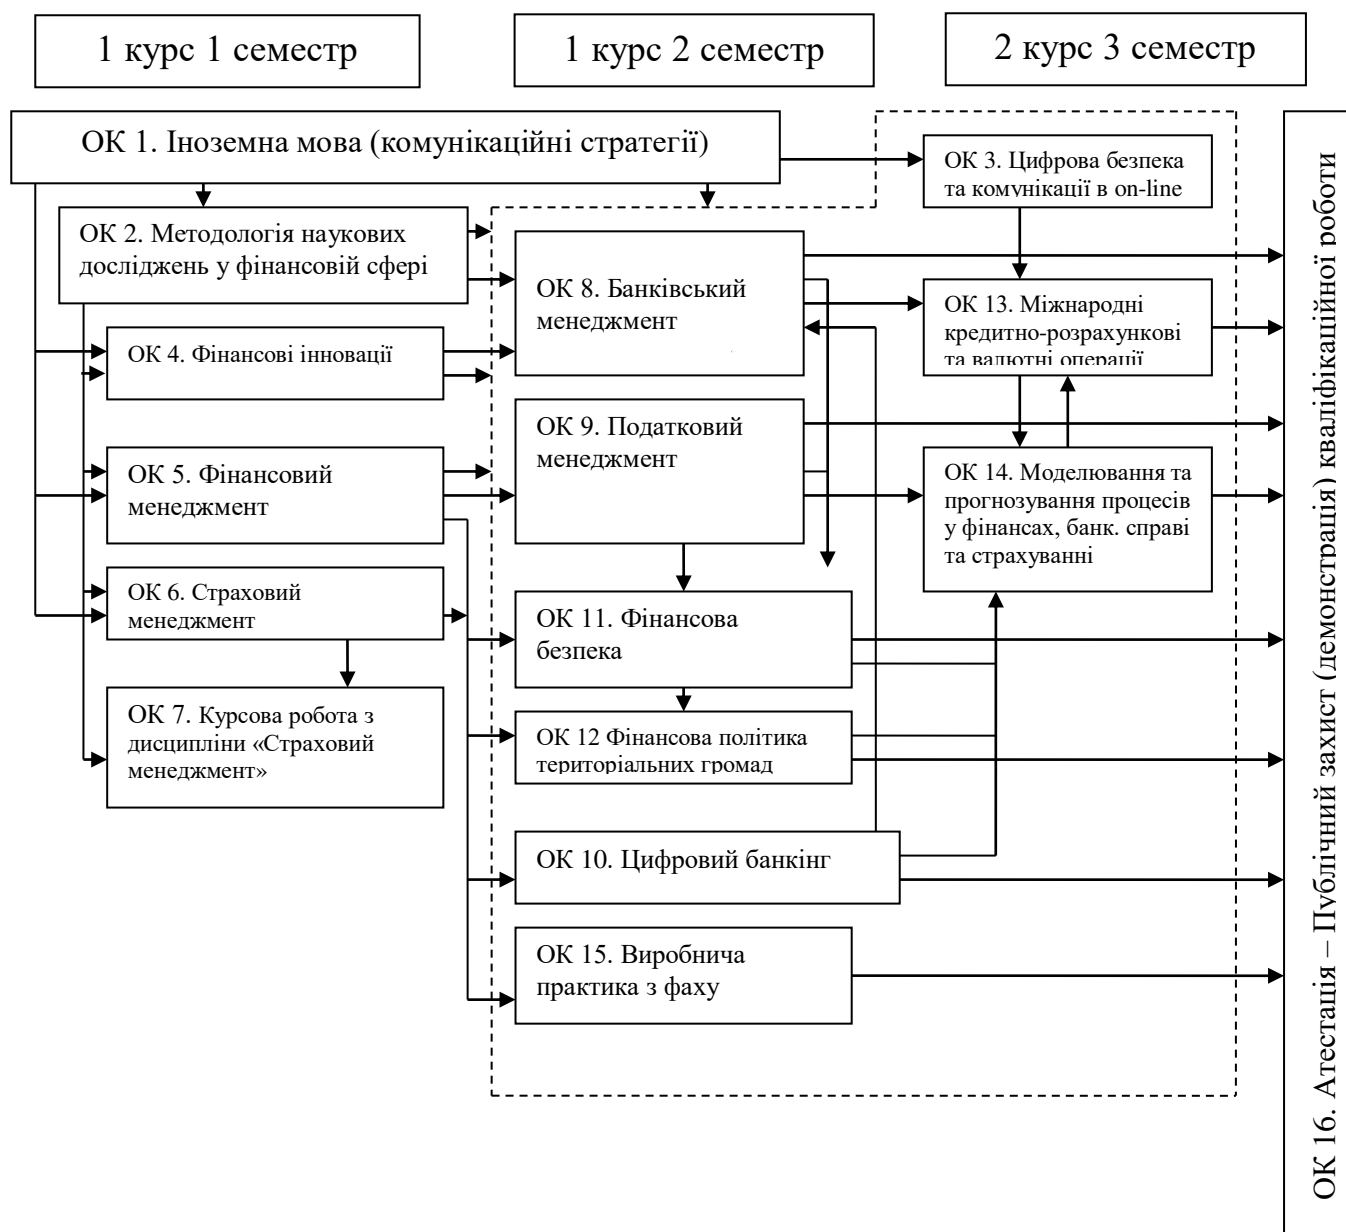 1 курс 1 семестр
1 курс 2 семестр
2 курс 3 семестр
ОК 1. Іноземна мова (комунікаційні стратегії)
ОК 2. Методологія наукових
досліджень у фінансовій сфері
ОК 4. Фінансові інновації
ОК 5. Фінансовий
менеджмент
ОК 6. Страховий
менеджмент
ОК 7. Курсова робота з
дисципліни «Страховий
менеджмент»
ОК 8. Банківський
менеджмент
ОК 9. Податковий
менеджмент
ОК 11. Фінансова
безпека
ОК 12 Фінансова політика
територіальних громад
ОК 10. Цифровий банкінг
ОК 15. Виробнича
практика з фаху
ОК 3. Цифрова безпека
та комунікації в on-line
ОК 13. Міжнародні
кредитно-розрахункові
та валютні операції
ОК 14. Моделювання та
прогнозування процесів
у фінансах, банк. справі
та страхуванні
ОК 16. Атестація – Публічний захист (демонстрація) кваліфікаційної роботи